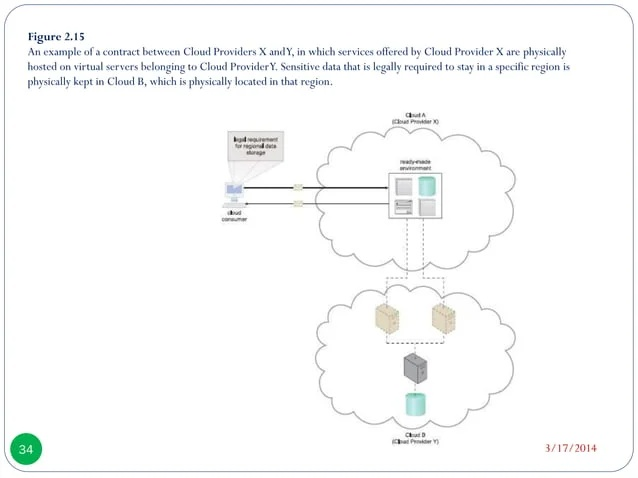 Figure 2.15
An example of a contract between Cloud Providers X andY, in which services offered by Cloud Provider X are physically
hosted on virtual servers belonging to Cloud ProviderY. Sensitive data that is legally required to stay in a specific region is
physically kept in Cloud B, which is physically located in that region.
Cloud A
(Cloud Provider X)
legal requirement
for regional data
storage
ready-made
environment
cloud
consumer
Cloud B
(Cloud Provider Y)
34
3/17/2014